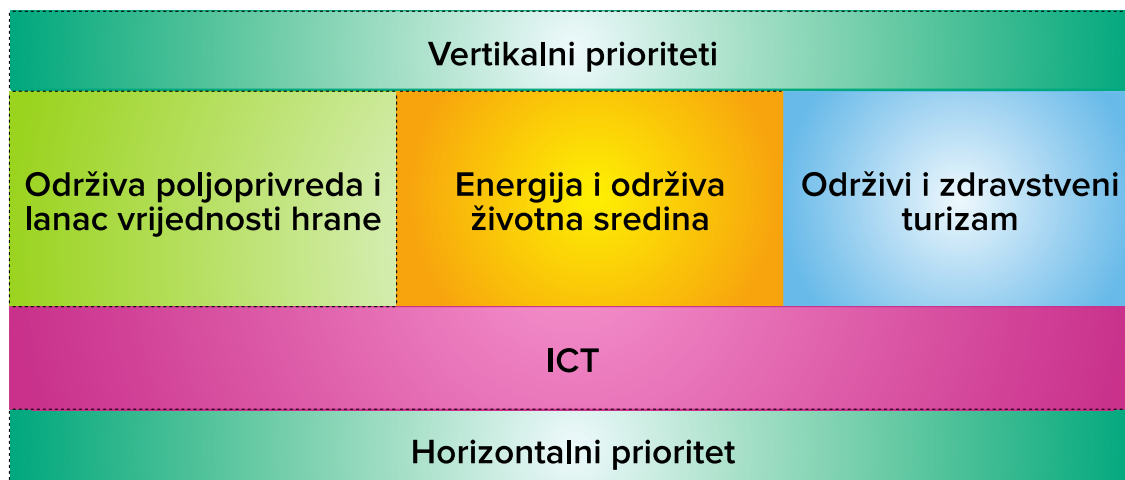 Vertikalni prioriteti
Održiva poljoprivreda i
lanac vrijednosti hrane
Energija i održiva
životna sredina
Održivi i zdravstveni
turizam
ICT
Horizontalni prioritet